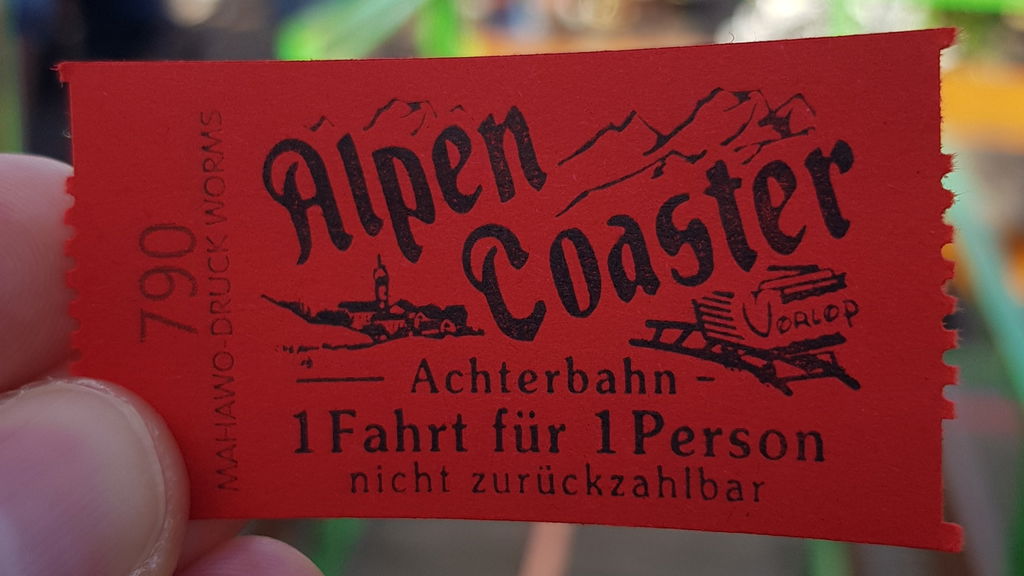 Alpen
Coaster
VORLOP
Achterbahn -
1 Fahrt für 1 Person
nicht zurückzahlbar
790
MAHAWO-DRUCK WORMS